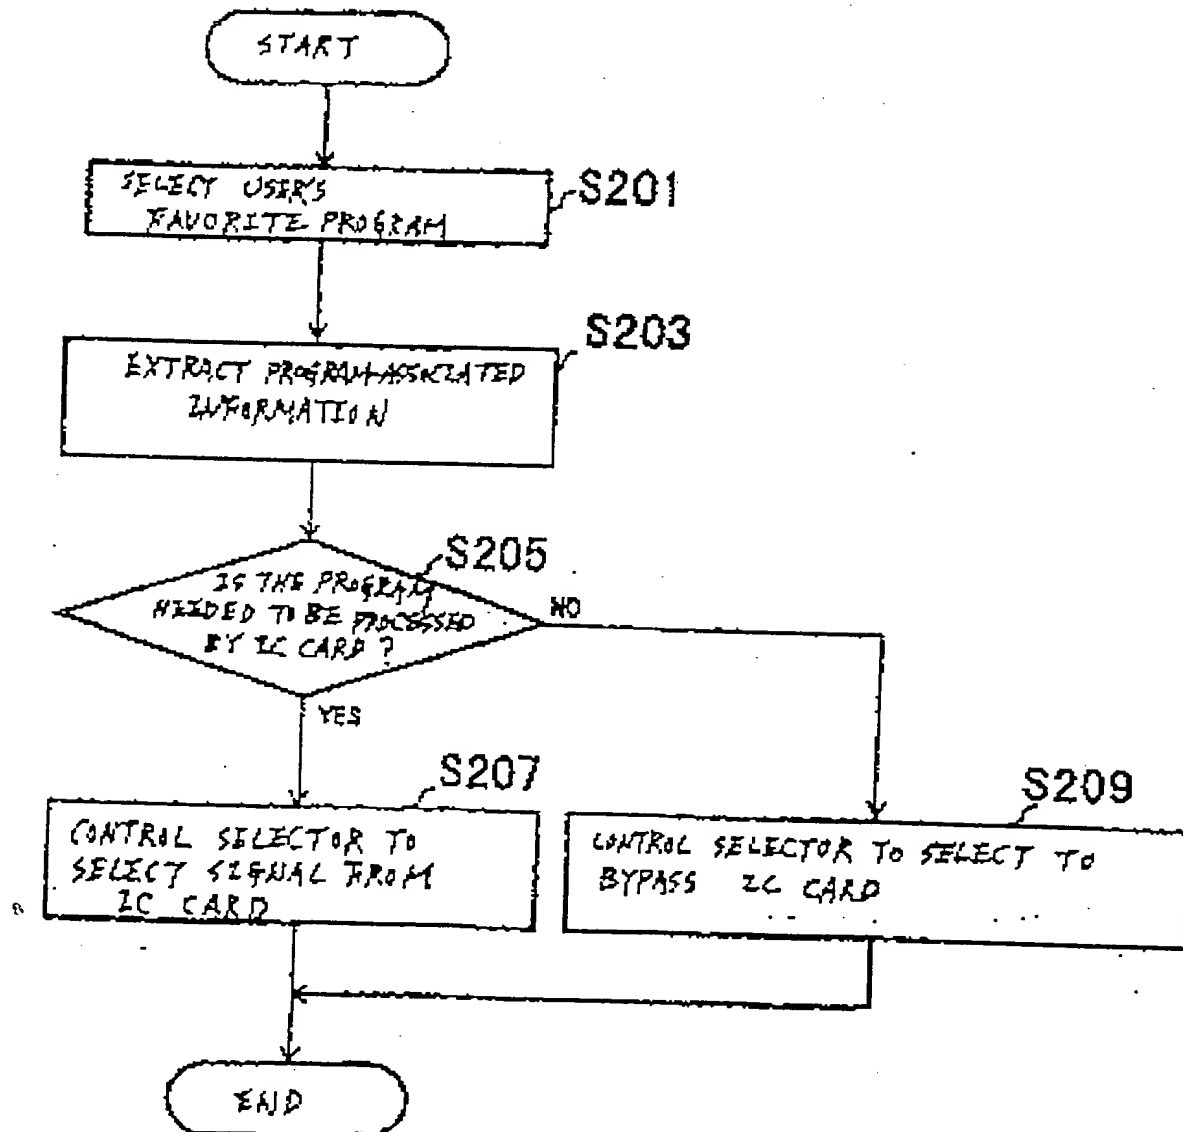 START
SELECT USER'S
FAVORITE PROGRAM
S201
S203
EXTRACT PROGRAM-ASSOCIATED
INFORMATION
S205
IS THE PROGRAM
NEEDED TO BE PROCESSED
BY IC CARD ?
NO
YES
S207
CONTROL SELECTOR TO
SELECT SIGNAL FROM
IC CARD
S209
CONTROL SELECTOR TO SELECT TO
BYPASS IC CARD
END